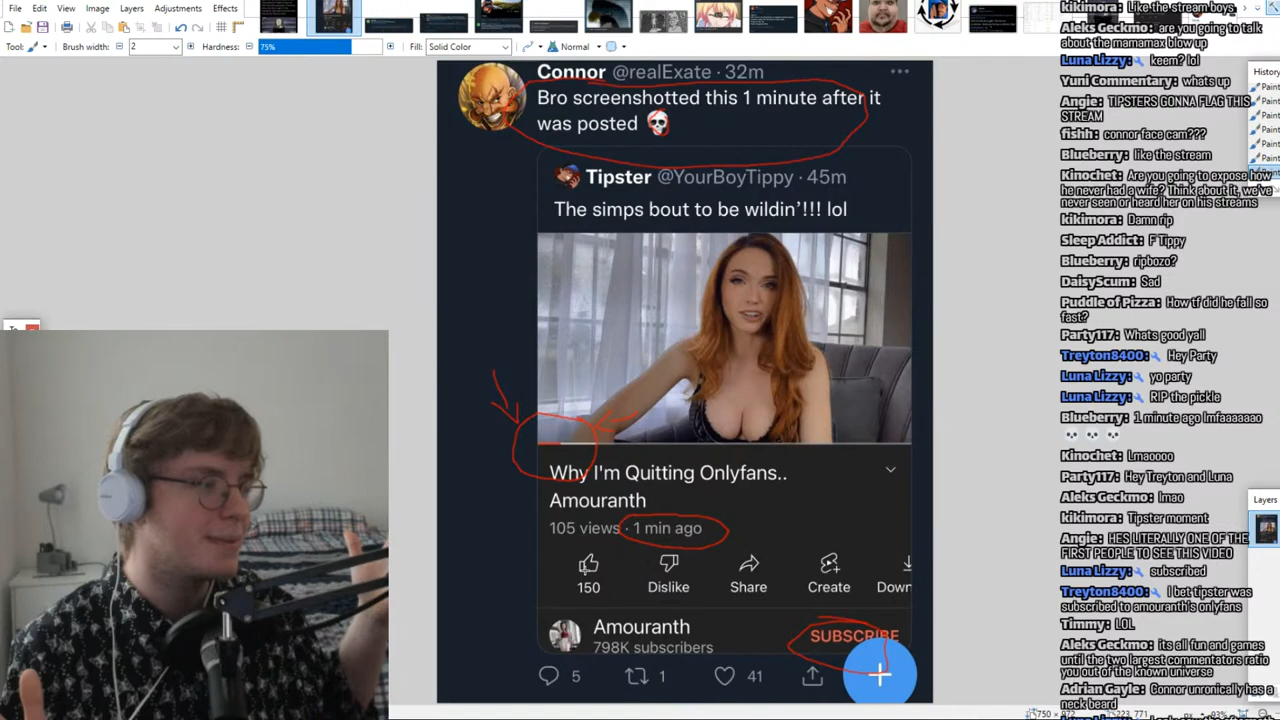 Edit
View
Image
Layers
Adjustments
Effects
Tool:
Brush width:
2
Hardness:
75%
Fill:
Solid Color
Normal
Connor @realExate · 32m
Bro screenshotted this 1 minute after it
was posted 💀
Tipster @YourBoyTippy · 45m
The simps bout to be wildin'!!! lol
Why I'm Quitting Onlyfans..
Amouranth
105 views · 1 min ago
150
Dislike
Share
Create
Down
Amouranth
798K subscribers
SUBSCRIBE
5
1
41
kikimora: Like the stream boys,
Aleks Geckmo: are you going to talk
about the mamamax blow up
Luna Lizzy: keem? lol
Yuni Commentary: whats up
Angie: TIPSTERS GONNA FLAG THIS
STREAM
fishh: connor face cam???
Blueberry: like the stream
Kinochet: Are you going to expose how
he never had a wife? Think about it, we've
never seen or heard her on his streams
kikimora: Damn rip
Sleep Addict: F Tippy
Blueberry: ripbozo?
DaisyScum: Sad
Puddle of Pizza: How tf did he fall so
fast?
Party117: Whats good yall
Treyton8400: Hey Party
Luna Lizzy: yo party
Luna Lizzy: RIP the pickle
Blueberry: 1 minute ago lmfaaaaaao
💀 💀 💀
Kinochet: Lmaoooo
Party117: Hey Treyton and Luna
Aleks Geckmo: lmao
Kikimora: Tipster moment
Angie: HES LITERALLY ONE OF THE
FIRST PEOPLE TO SEE THIS VIDEO
Luna Lizzy: subscribed
Treyton8400: I bet tipster was
subscribed to amouranth's onlyfans
Timmy: LOL
Aleks Geckmo: its all fun and games
until the two largest commentators ratio
you out of the known universe
Adrian Gayle: Connor unronically has a
neck beard
Histor
Paint
Paint
Paint
Paint
Paint
Paint
Paint
Layers
px
93%